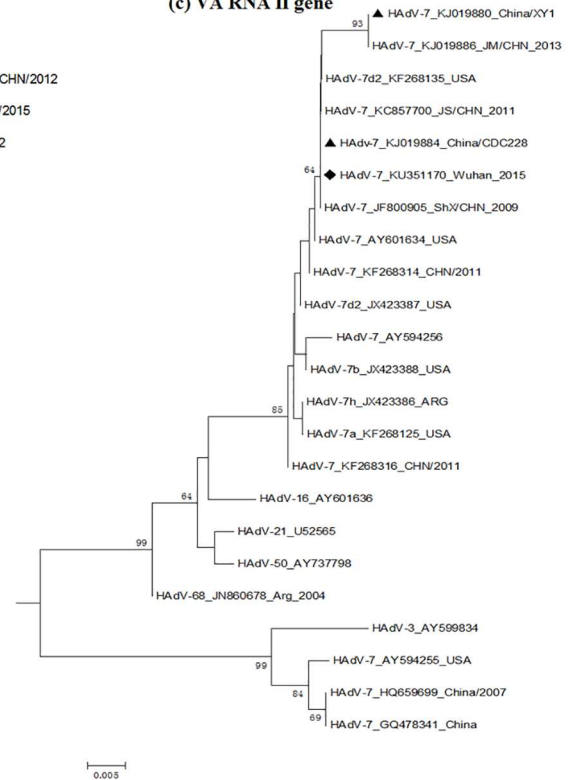 (c) VA RNA II gene
93
▲ HAdV-7_KJ019880_China/XY1
HAdV-7_KJ019886_JM/CHN_2013
HAdV-7d2_KF268135_USA
CHN/2012
HAdV-7_KC857700_JS/CHN_2011
/2015
▲ HAdv-7_KJ019884_China/CDC228
2
64
◆ HAdV-7_KU351170_Wuhan_2015
HAdV-7_JF800905_ShX/CHN_2009
HAdV-7_AY601634_USA
HAdV-7_KF268314_CHN/2011
HAdV-7d2_JX423387_USA
HAdV-7_AY594256
HAdV-7b_JX423388_USA
HAdV-7h_JX423386_ARG
85
HAdV-7a_KF268125_USA
HAdV-7_KF268316_CHN/2011
64
HAdV-16_AY601636
HAdV-21_U52565
99
HAdV-50_AY737798
HAdV-68_JN860678_Arg_2004
HAdV-3_AY599834
99
HAdV-7_AY594255_USA
84
HAdV-7_HQ659699_China/2007
69
HAdV-7_GQ478341_China
0.005